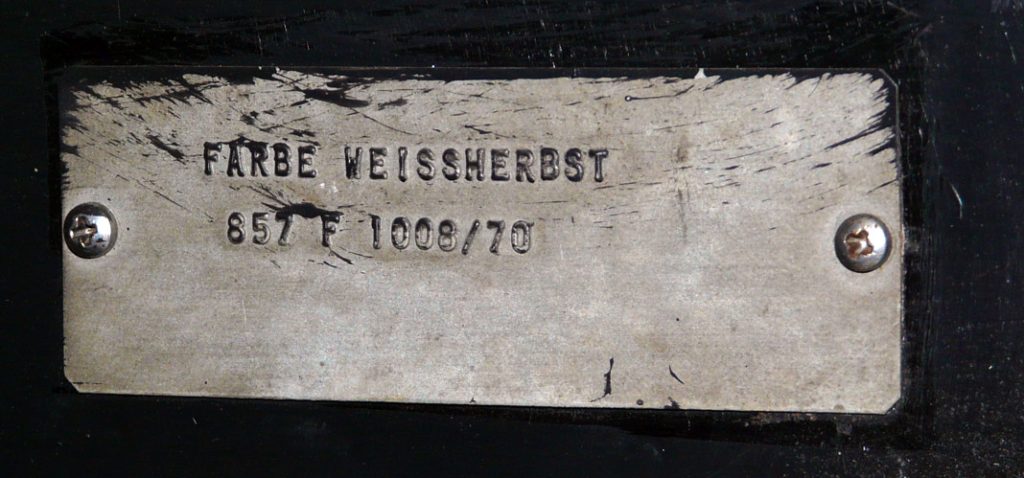 FARBE WEISSHERBST
857 F 1008/70